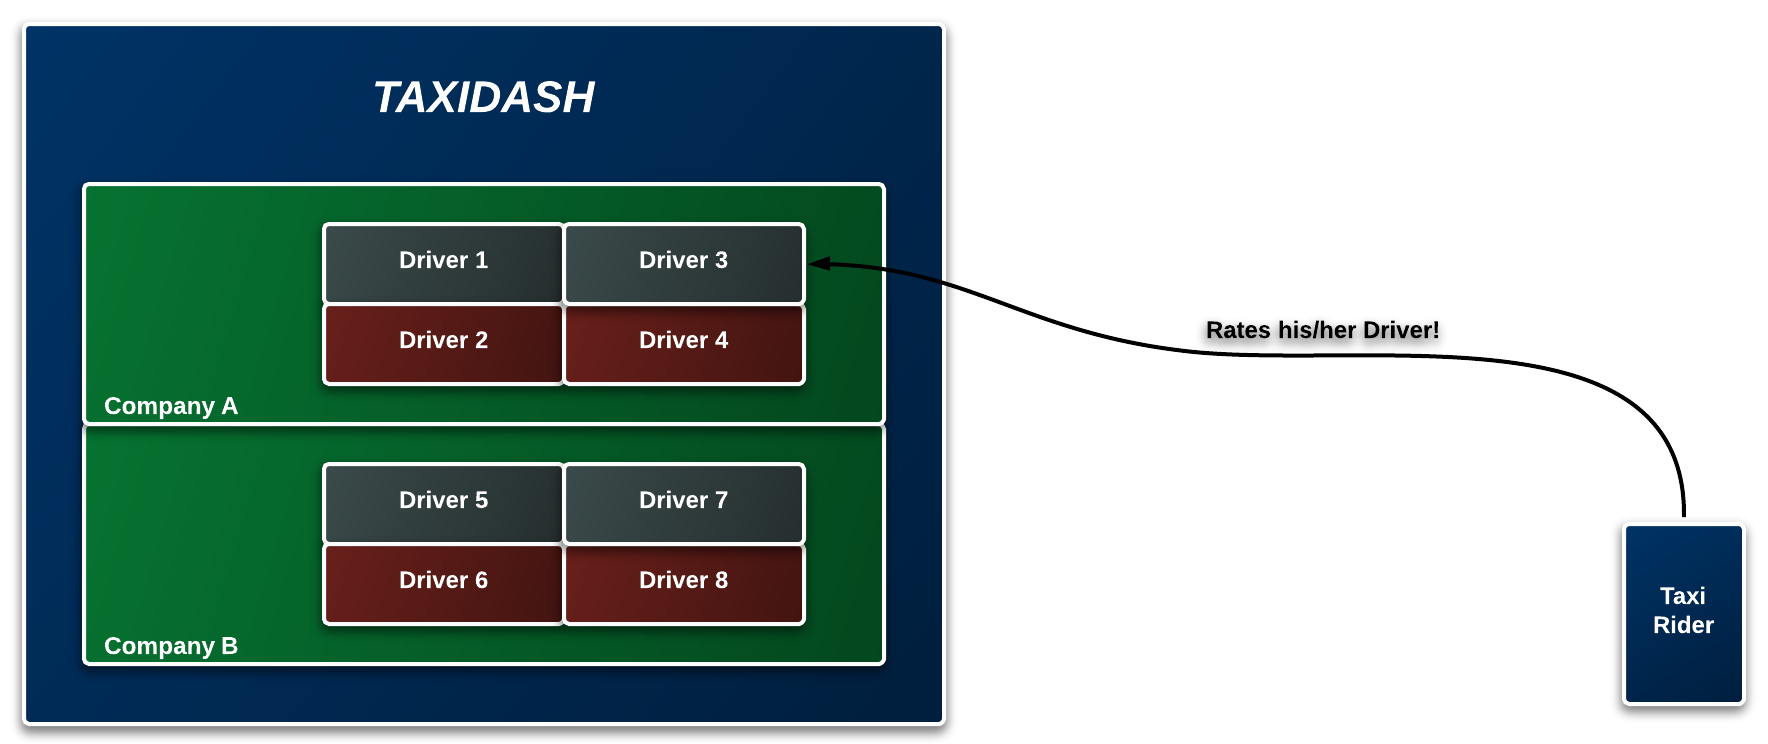 TAXIDASH
Driver 1
Driver 3
Driver 2
Driver 4
Company A
Rates his/her Driver!
Driver 5
Driver 7
Driver 6
Driver 8
Company B
Taxi
Rider